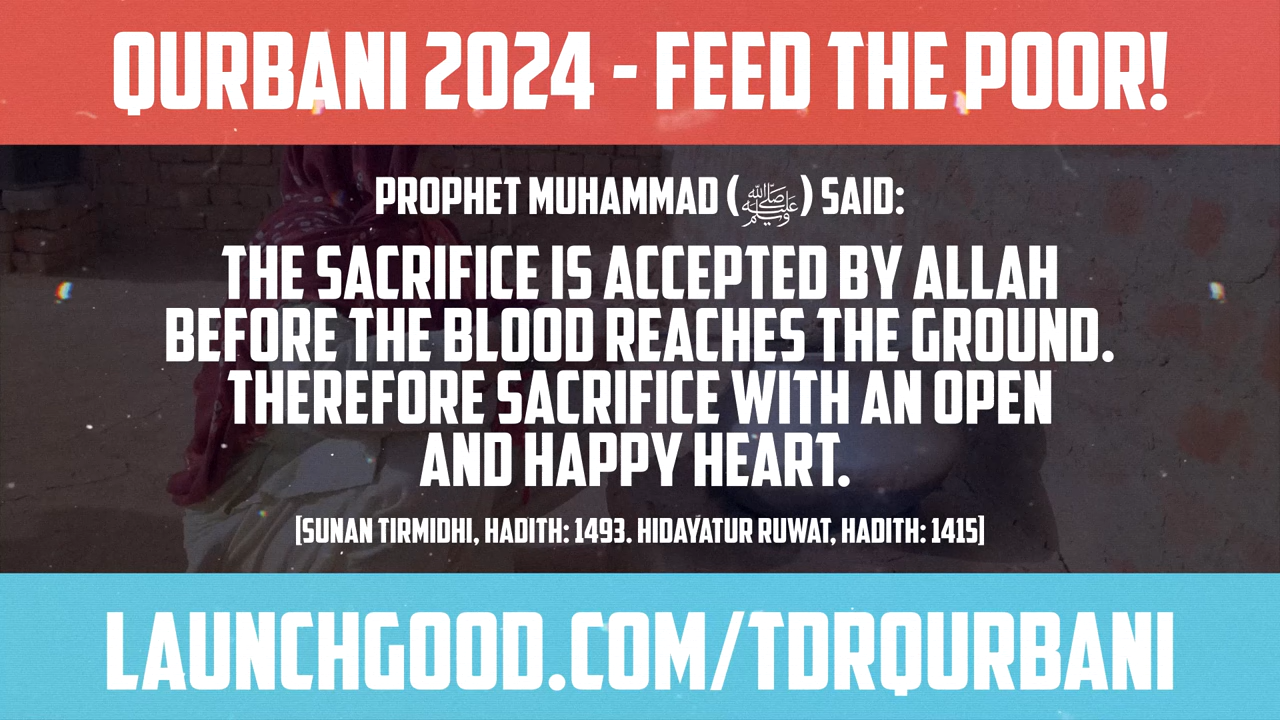 QURBANI 2024 - FEED THE POOR!
PROPHET MUHAMMAD (ﷺ) SAID:
THE SACRIFICE IS ACCEPTED BY ALLAH
BEFORE THE BLOOD REACHES THE GROUND.
THEREFORE SACRIFICE WITH AN OPEN
AND HAPPY HEART.
[SUNAN TIRMIDHI, HADITH: 1493. HIDAYATUR RUWAT, HADITH: 1415]
LAUNCHGOOD.COM/TDRQURBANI